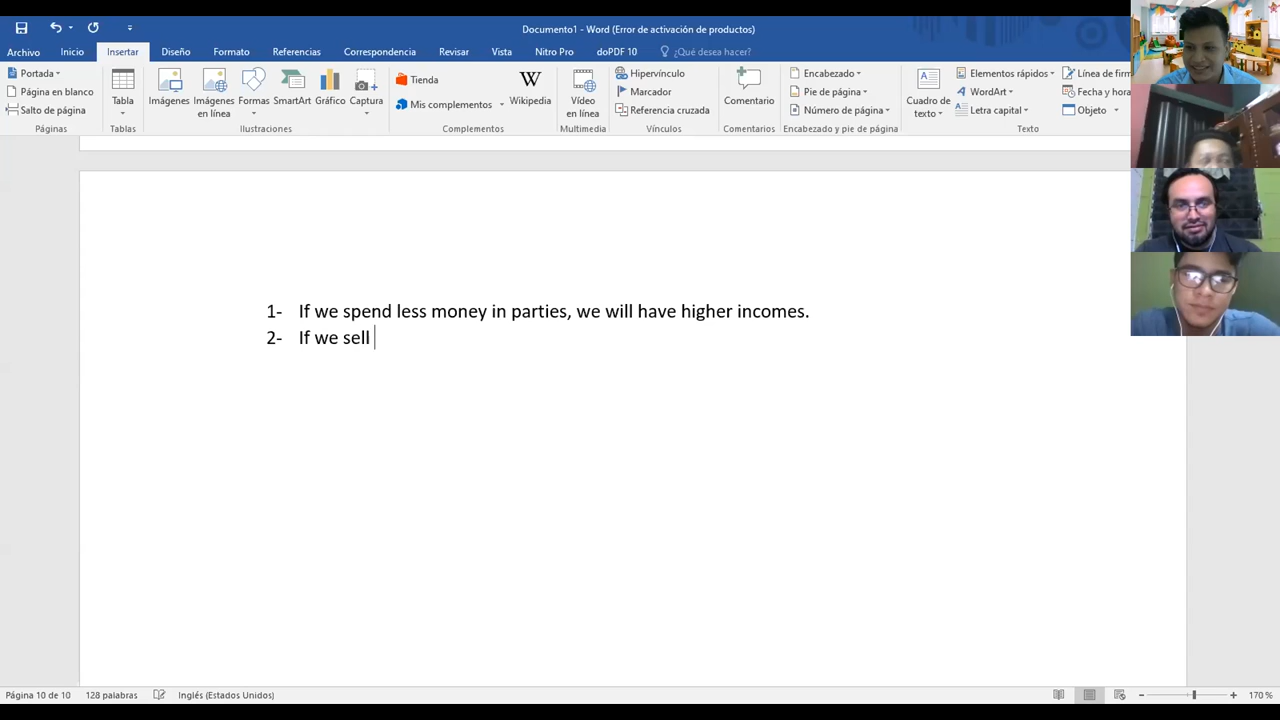 Documento1 - Word (Error de activación de productos)
Archivo Inicio Insertar Diseño Formato Referencias Correspondencia Revisar Vista Nitro Pro doPDF 10 ¿Qué desea hacer?
Portada
Página en blanco
Salto de página
Páginas
Tabla
Tablas
Imágenes
Imágenes en línea
Formas
SmartArt
Gráfico
Captura
Ilustraciones
Tienda
Mis complementos
Wikipedia
Complementos
Vídeo en línea
Multimedia
Hipervínculo
Marcador
Referencia cruzada
Vínculos
Comentario
Comentarios
Encabezado
Pie de página
Número de página
Encabezado y pie de página
Cuadro de texto
Elementos rápidos
WordArt
Letra capital
Línea de firm
Fecha y hora
Objeto
Texto
1- If we spend less money in parties, we will have higher incomes.
2- If we sell
Página 10 de 10 128 palabras Inglés (Estados Unidos) 170 %